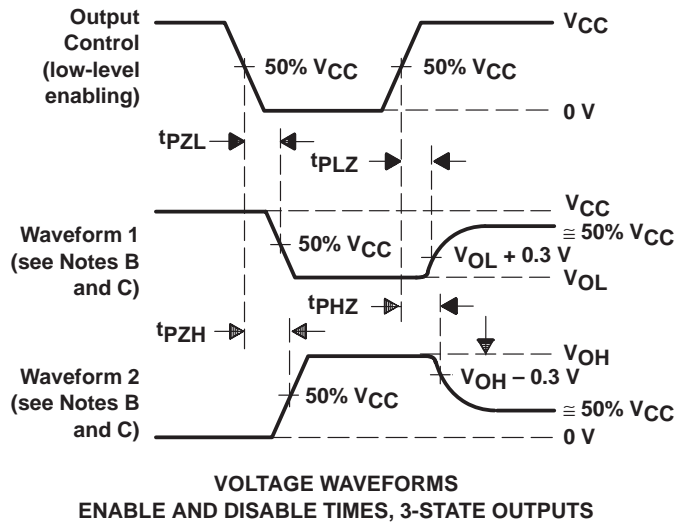 Output
Control
(low-level
enabling)
VCC
50% VCC
50% VCC
0 V
tPZL
tPLZ
VCC
Waveform 1
(see Notes B
and C)
50% VCC
≅ 50% VCC
VOL + 0.3 V
VOL
tPHZ
tPZH
VOH
Waveform 2
(see Notes B
and C)
50% VCC
VOH – 0.3 V
≅ 50% VCC
0 V
VOLTAGE WAVEFORMS
ENABLE AND DISABLE TIMES, 3-STATE OUTPUTS